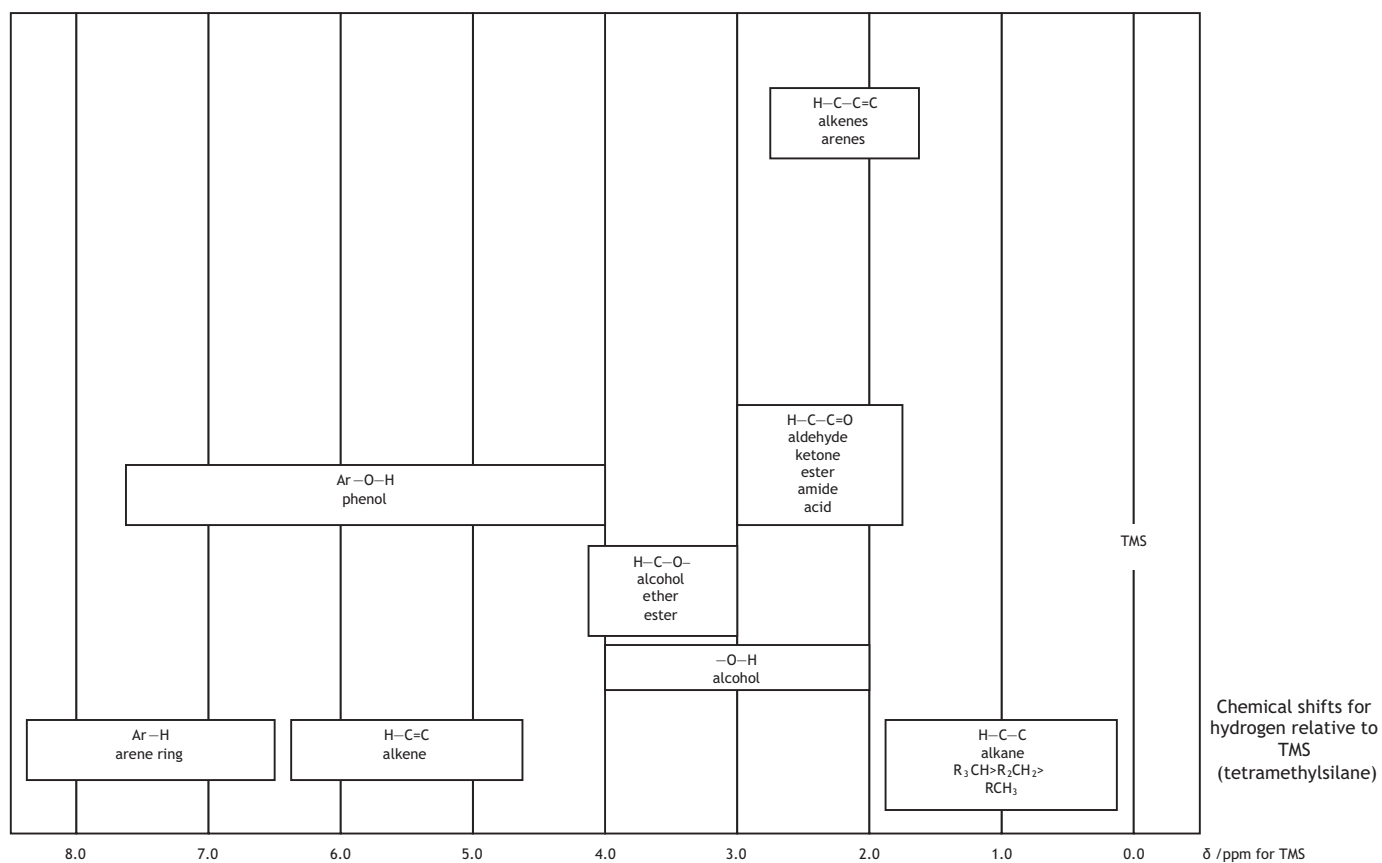 H—C—C=C
alkenes
arenes
H—C—C=O
aldehyde
ketone
ester
amide
acid
Ar—O—H
phenol
TMS
H—C—O–
alcohol
ether
ester
—O—H
alcohol
Ar—H
arene ring
H—C=C
alkene
H—C—C
alkane
R₃CH>R₂CH₂>
RCH₃
Chemical shifts for
hydrogen relative to
TMS
(tetramethylsilane)
8.0 7.0 6.0 5.0 4.0 3.0 2.0 1.0 0.0 δ /ppm for TMS